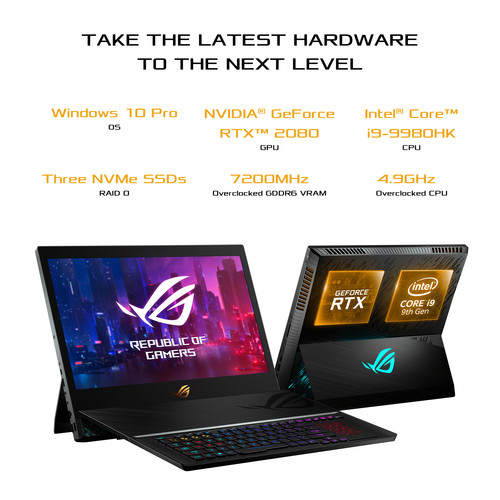 TAKE THE LATEST HARDWARE
TO THE NEXT LEVEL
Windows 10 Pro
OS
NVIDIA® GeForce
RTX™ 2080
GPU
Intel® Core™
i9-9980HK
CPU
Three NVMe SSDs
RAID 0
7200MHz
Overclocked GDDR6 VRAM
4.9GHz
Overclocked CPU
REPUBLIC OF
GAMERS
GEFORCE
RTX
intel
CORE i9
9th Gen